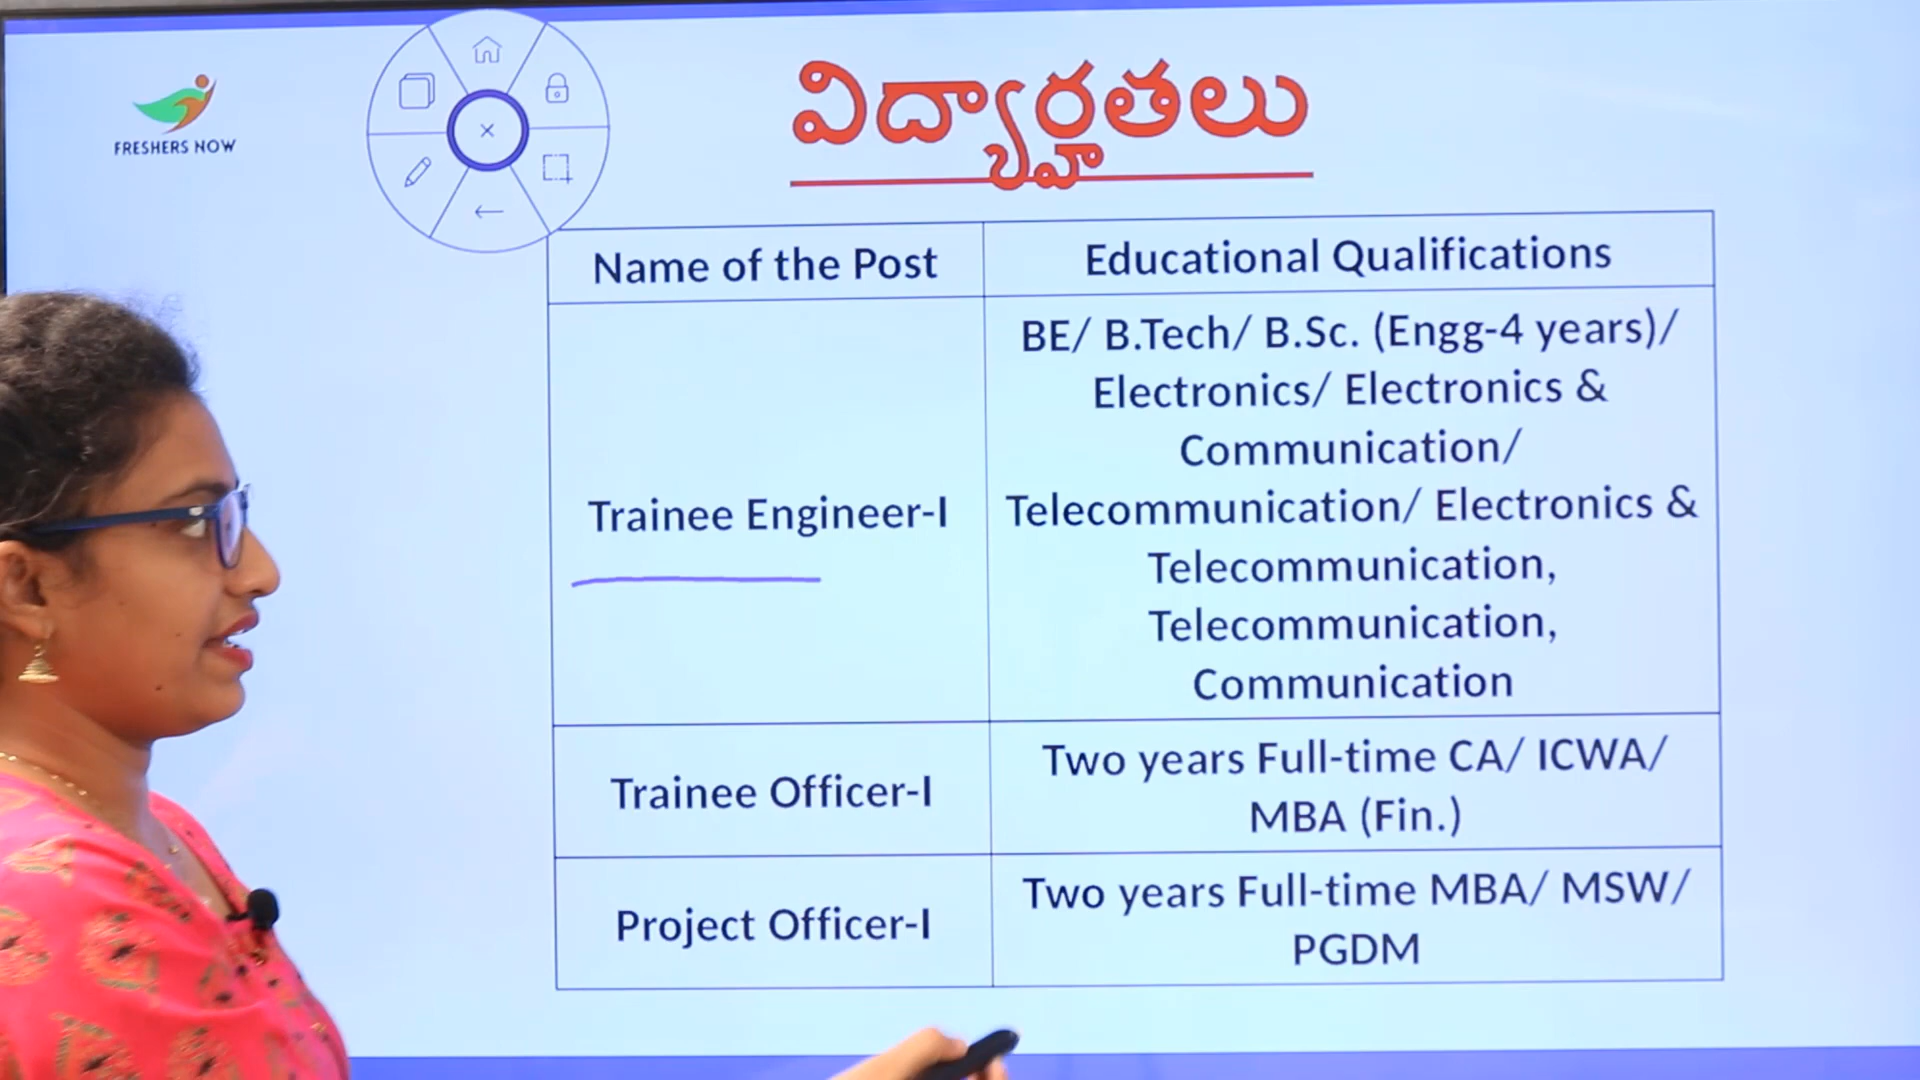 FRESHERS NOW
విద్యార్హతలు
Name of the Post
Educational Qualifications
Trainee Engineer-I
BE/ B.Tech/ B.Sc. (Engg-4 years)/
Electronics/ Electronics &
Communication/
Telecommunication/ Electronics &
Telecommunication,
Telecommunication,
Communication
Trainee Officer-I
Two years Full-time CA/ ICWA/
MBA (Fin.)
Project Officer-I
Two years Full-time MBA/ MSW/
PGDM